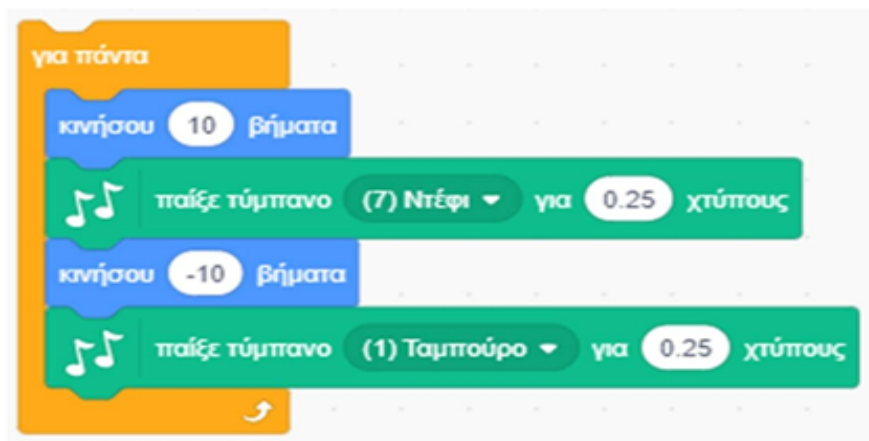 για πάντα
κινήσου 10 βήματα
παίξε τύμπανο (7) Ντέφι για 0.25 χτύπους
κινήσου -10 βήματα
παίξε τύμπανο (1) Ταμπούρο για 0.25 χτύπους